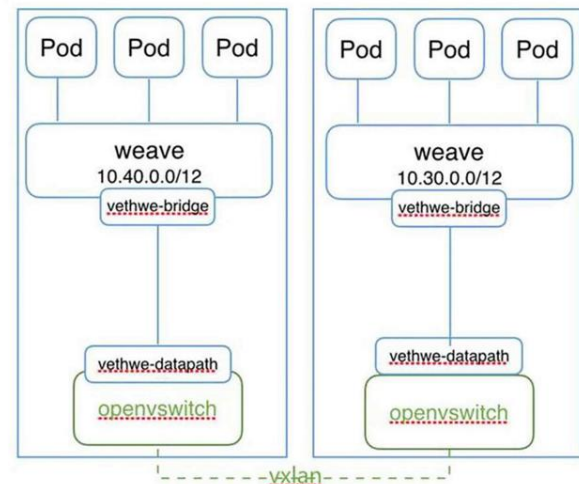 Pod Pod Pod
weave
10.40.0.0/12
vethwe-bridge
vethwe-datapath
openvswitch
Pod Pod Pod
weave
10.30.0.0/12
vethwe-bridge
vethwe-datapath
openvswitch
vxlan